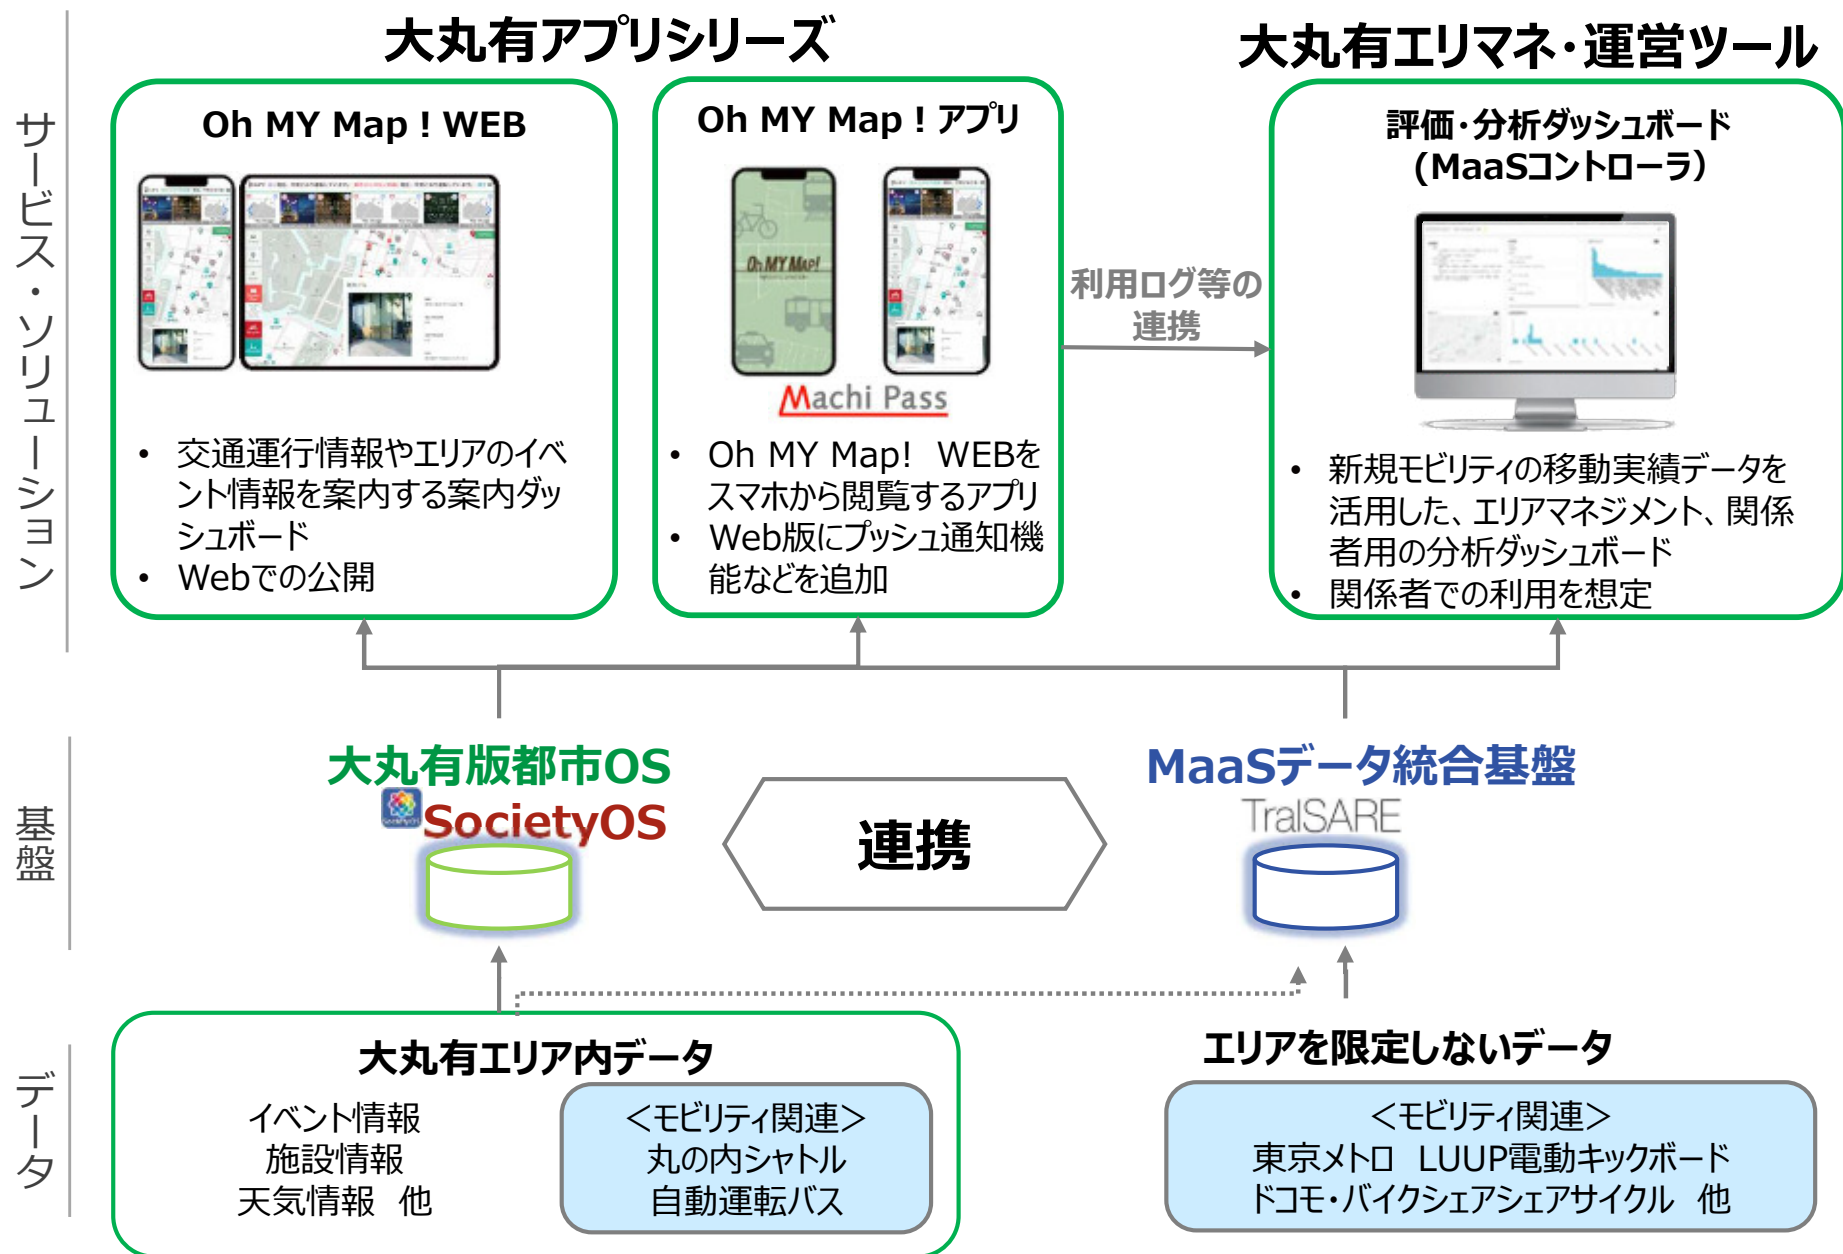 大丸有アプリシリーズ
大丸有エリマネ・運営ツール
サービス・ソリューション
Oh MY Map！WEB
・ 交通運行情報やエリアのイベ
ント情報を案内する案内ダッ
シュボード
・ Webでの公開
Oh MY Map！アプリ
Oh MY MAP!
Machi Pass
・ Oh MY Map!　WEBを
スマホから閲覧するアプリ
・ Web版にプッシュ通知機
能などを追加
利用ログ等の
連携
評価・分析ダッシュボード
(MaaSコントローラ）
・ 新規モビリティの移動実績データを
活用した、エリアマネジメント、関係
者用の分析ダッシュボード
・ 関係者での利用を想定
基盤
大丸有版都市OS
SocietyOS
連携
MaaSデータ統合基盤
TraISARE
データ
大丸有エリア内データ
イベント情報
施設情報
天気情報　他
＜モビリティ関連＞
丸の内シャトル
自動運転バス
エリアを限定しないデータ
＜モビリティ関連＞
東京メトロ　LUUP電動キックボード
ドコモ・バイクシェアシェアサイクル　他